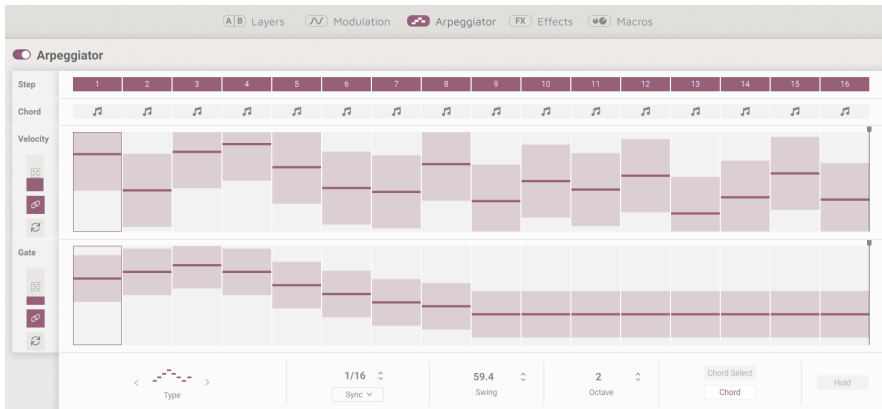 A B Layers Modulation Arpeggiator FX Effects Macros
Arpeggiator
Step 1 2 3 4 5 6 7 8 9 10 11 12 13 14 15 16
Chord
Velocity
Gate
1/16 59.4 2 Chord Select
Sync Swing Octave Chord Hold
Type